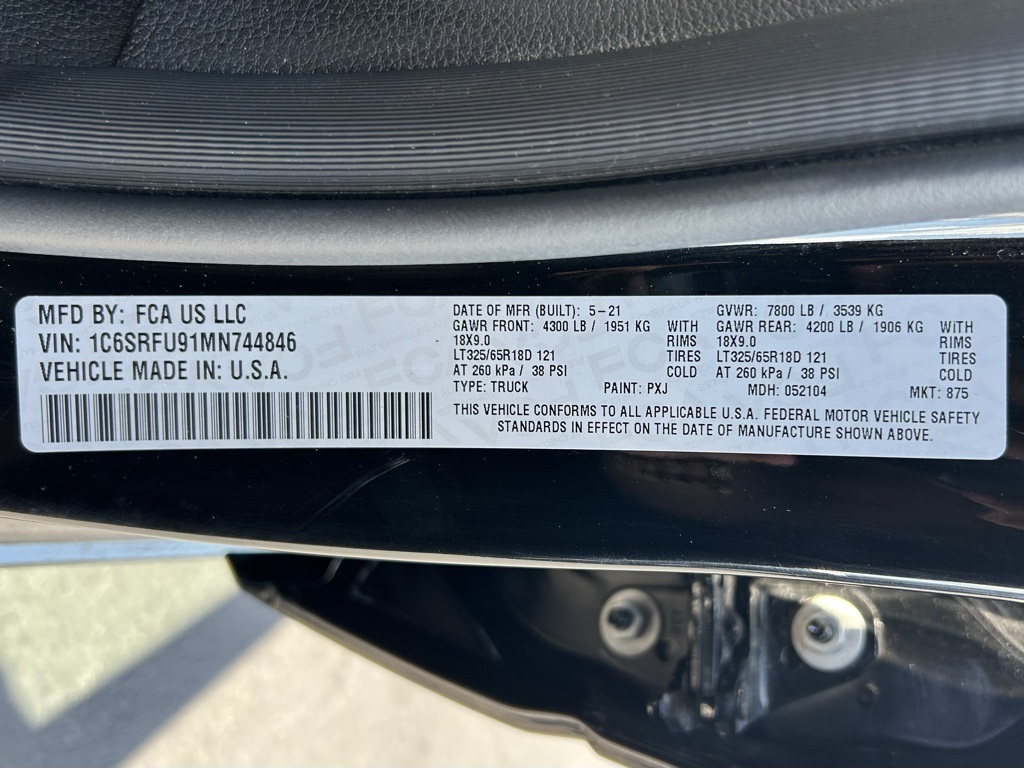 MFD BY: FCA US LLC
VIN: 1C6SRFU91MN744846
VEHICLE MADE IN: U.S.A.
DATE OF MFR (BUILT): 5-21
GAWR FRONT: 4300 LB / 1951 KG WITH
18X9.0 RIMS
LT325/65R18D 121 TIRES
AT 260 kPa / 38 PSI COLD
TYPE: TRUCK PAINT: PXJ
GVWR: 7800 LB / 3539 KG
GAWR REAR: 4200 LB / 1906 KG WITH
18X9.0 RIMS
LT325/65R18D 121 TIRES
AT 260 kPa / 38 PSI COLD
MDH: 052104 MKT: 875
THIS VEHICLE CONFORMS TO ALL APPLICABLE U.S.A. FEDERAL MOTOR VEHICLE SAFETY
STANDARDS IN EFFECT ON THE DATE OF MANUFACTURE SHOWN ABOVE.